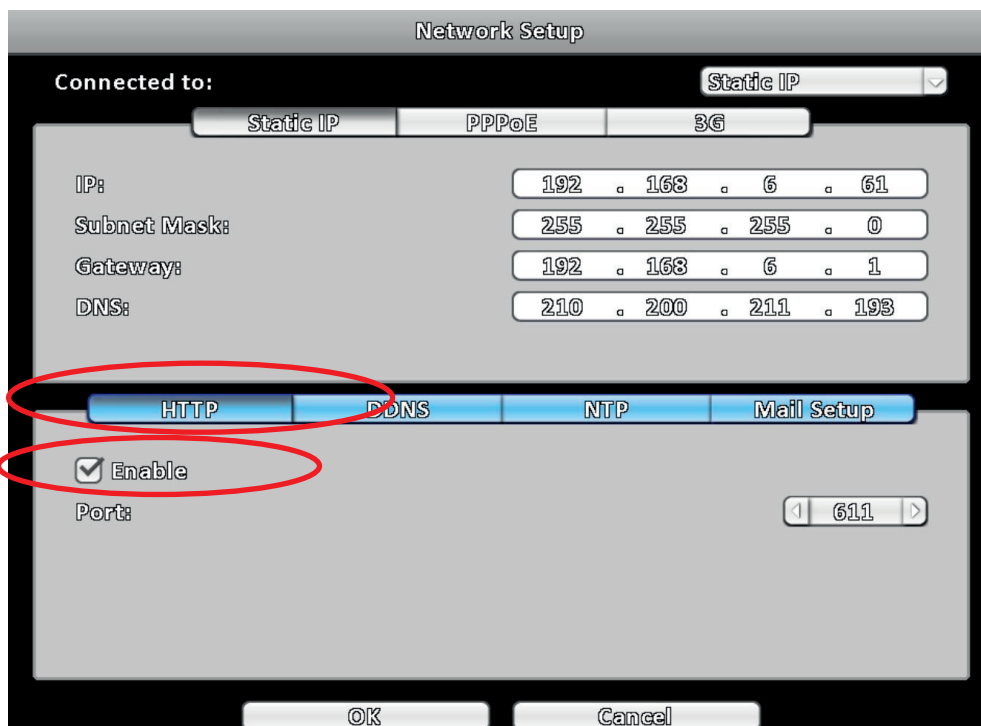 Network Setup
Connected to: Static IP
Static IP PPPoE 3G
IP: 192 . 168 . 6 . 61
Subnet Mask: 255 . 255 . 255 . 0
Gateway: 192 . 168 . 6 . 1
DNS: 210 . 200 . 211 . 193
HTTP DDNS NTP Mail Setup
Enable
Port: 611
OK Cancel